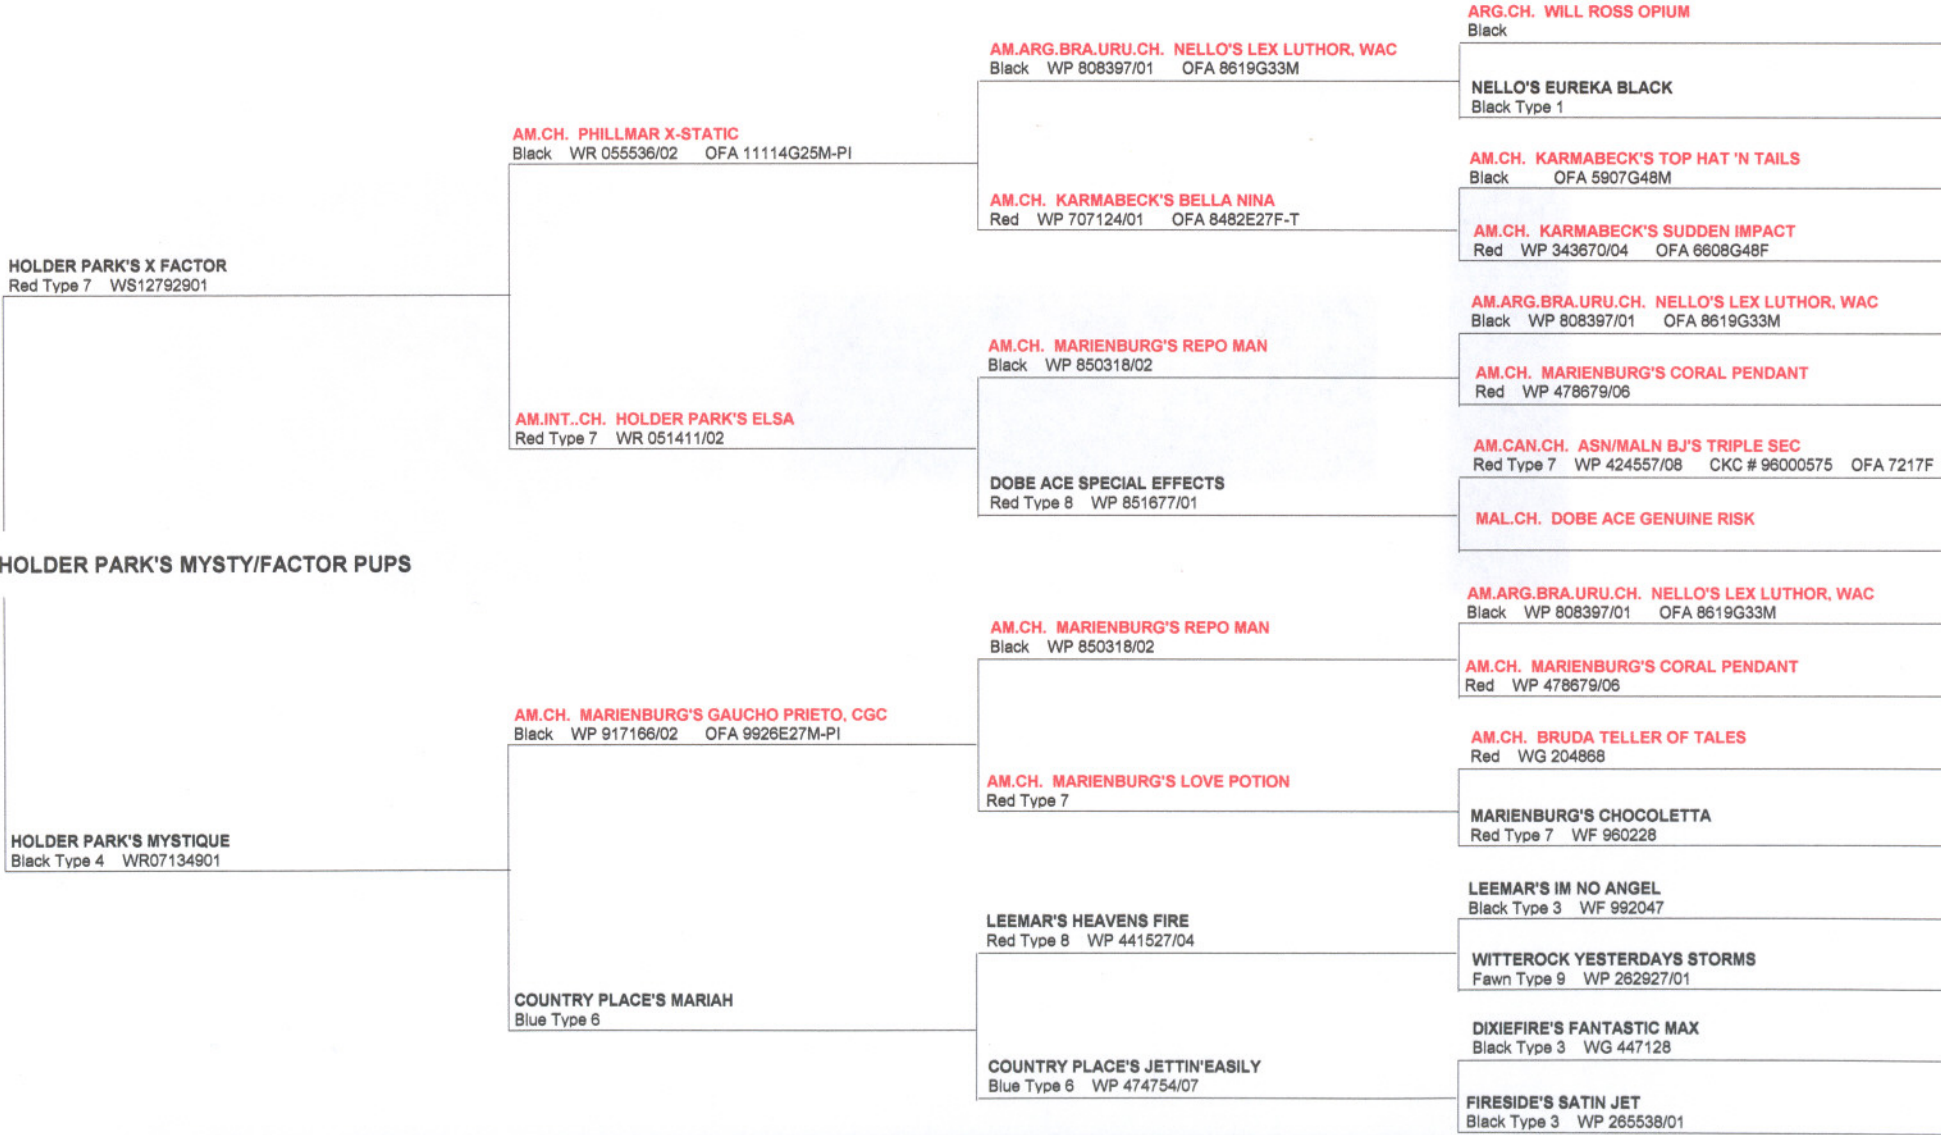 HOLDER PARK'S X FACTOR
Red Type 7 WS12792901
HOLDER PARK'S MYSTY/FACTOR PUPS
HOLDER PARK'S MYSTIQUE
Black Type 4 WR07134901
AM.CH. PHILLMAR X-STATIC
Black WR 055536/02 OFA 11114G25M-PI
AM.INT..CH. HOLDER PARK'S ELSA
Red Type 7 WR 051411/02
AM.CH. MARIENBURG'S GAUCHO PRIETO, CGC
Black WP 917166/02 OFA 9926E27M-PI
COUNTRY PLACE'S MARIAH
Blue Type 6
AM.ARG.BRA.URU.CH. NELLO'S LEX LUTHOR, WAC
Black WP 808397/01 OFA 8619G33M
AM.CH. KARMABECK'S BELLA NINA
Red WP 707124/01 OFA 8482E27F-T
AM.CH. MARIENBURG'S REPO MAN
Black WP 850318/02
DOBE ACE SPECIAL EFFECTS
Red Type 8 WP 851677/01
AM.CH. MARIENBURG'S REPO MAN
Black WP 850318/02
AM.CH. MARIENBURG'S LOVE POTION
Red Type 7
LEEMAR'S HEAVENS FIRE
Red Type 8 WP 441527/04
COUNTRY PLACE'S JETTIN'EASILY
Blue Type 6 WP 474754/07
ARG.CH. WILL ROSS OPIUM
Black
NELLO'S EUREKA BLACK
Black Type 1
AM.CH. KARMABECK'S TOP HAT 'N TAILS
Black OFA 5907G48M
AM.CH. KARMABECK'S SUDDEN IMPACT
Red WP 343670/04 OFA 6608G48F
AM.ARG.BRA.URU.CH. NELLO'S LEX LUTHOR, WAC
Black WP 808397/01 OFA 8619G33M
AM.CH. MARIENBURG'S CORAL PENDANT
Red WP 478679/06
AM.CAN.CH. ASN/MALN BJ'S TRIPLE SEC
Red Type 7 WP 424557/08 CKC # 96000575 OFA 7217F
MAL.CH. DOBE ACE GENUINE RISK
AM.ARG.BRA.URU.CH. NELLO'S LEX LUTHOR, WAC
Black WP 808397/01 OFA 8619G33M
AM.CH. MARIENBURG'S CORAL PENDANT
Red WP 478679/06
AM.CH. BRUDA TELLER OF TALES
Red WG 204868
MARIENBURG'S CHOCOLETTA
Red Type 7 WF 960228
LEEMAR'S IM NO ANGEL
Black Type 3 WF 992047
WITTEROCK YESTERDAYS STORMS
Fawn Type 9 WP 262927/01
DIXIEFIRE'S FANTASTIC MAX
Black Type 3 WG 447128
FIRESIDE'S SATIN JET
Black Type 3 WP 265538/01